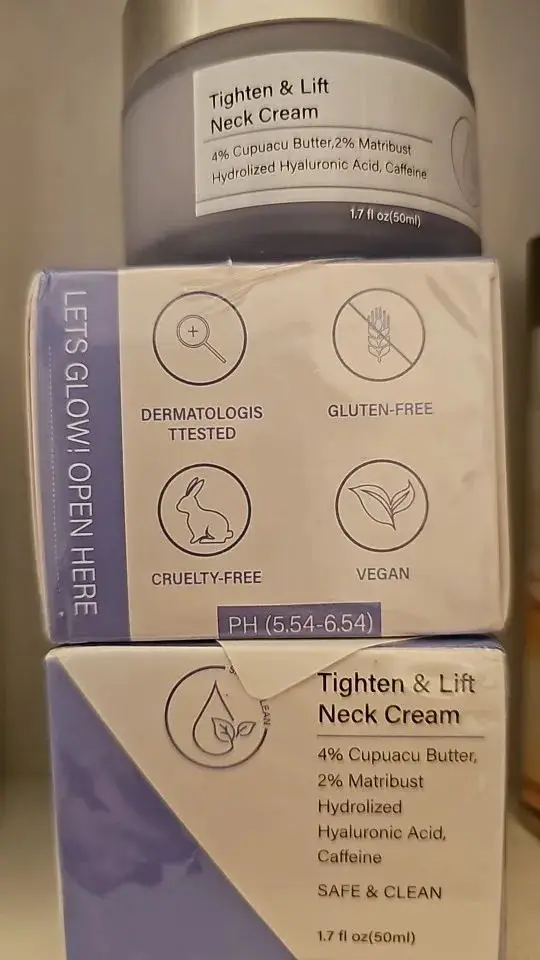 Tighten & Lift
Neck Cream
4% Cupuacu Butter,2% Matribust
Hydrolized Hyaluronic Acid, Caffeine
1.7 fl oz(50ml)
LETS GLOW! OPEN HERE
DERMATOLOGIS
TTESTED
GLUTEN-FREE
CRUELTY-FREE
VEGAN
PH (5.54-6.54)
Tighten & Lift
Neck Cream
4% Cupuacu Butter,
2% Matribust
Hydrolized
Hyaluronic Acid,
Caffeine
SAFE & CLEAN
1.7 fl oz(50ml)